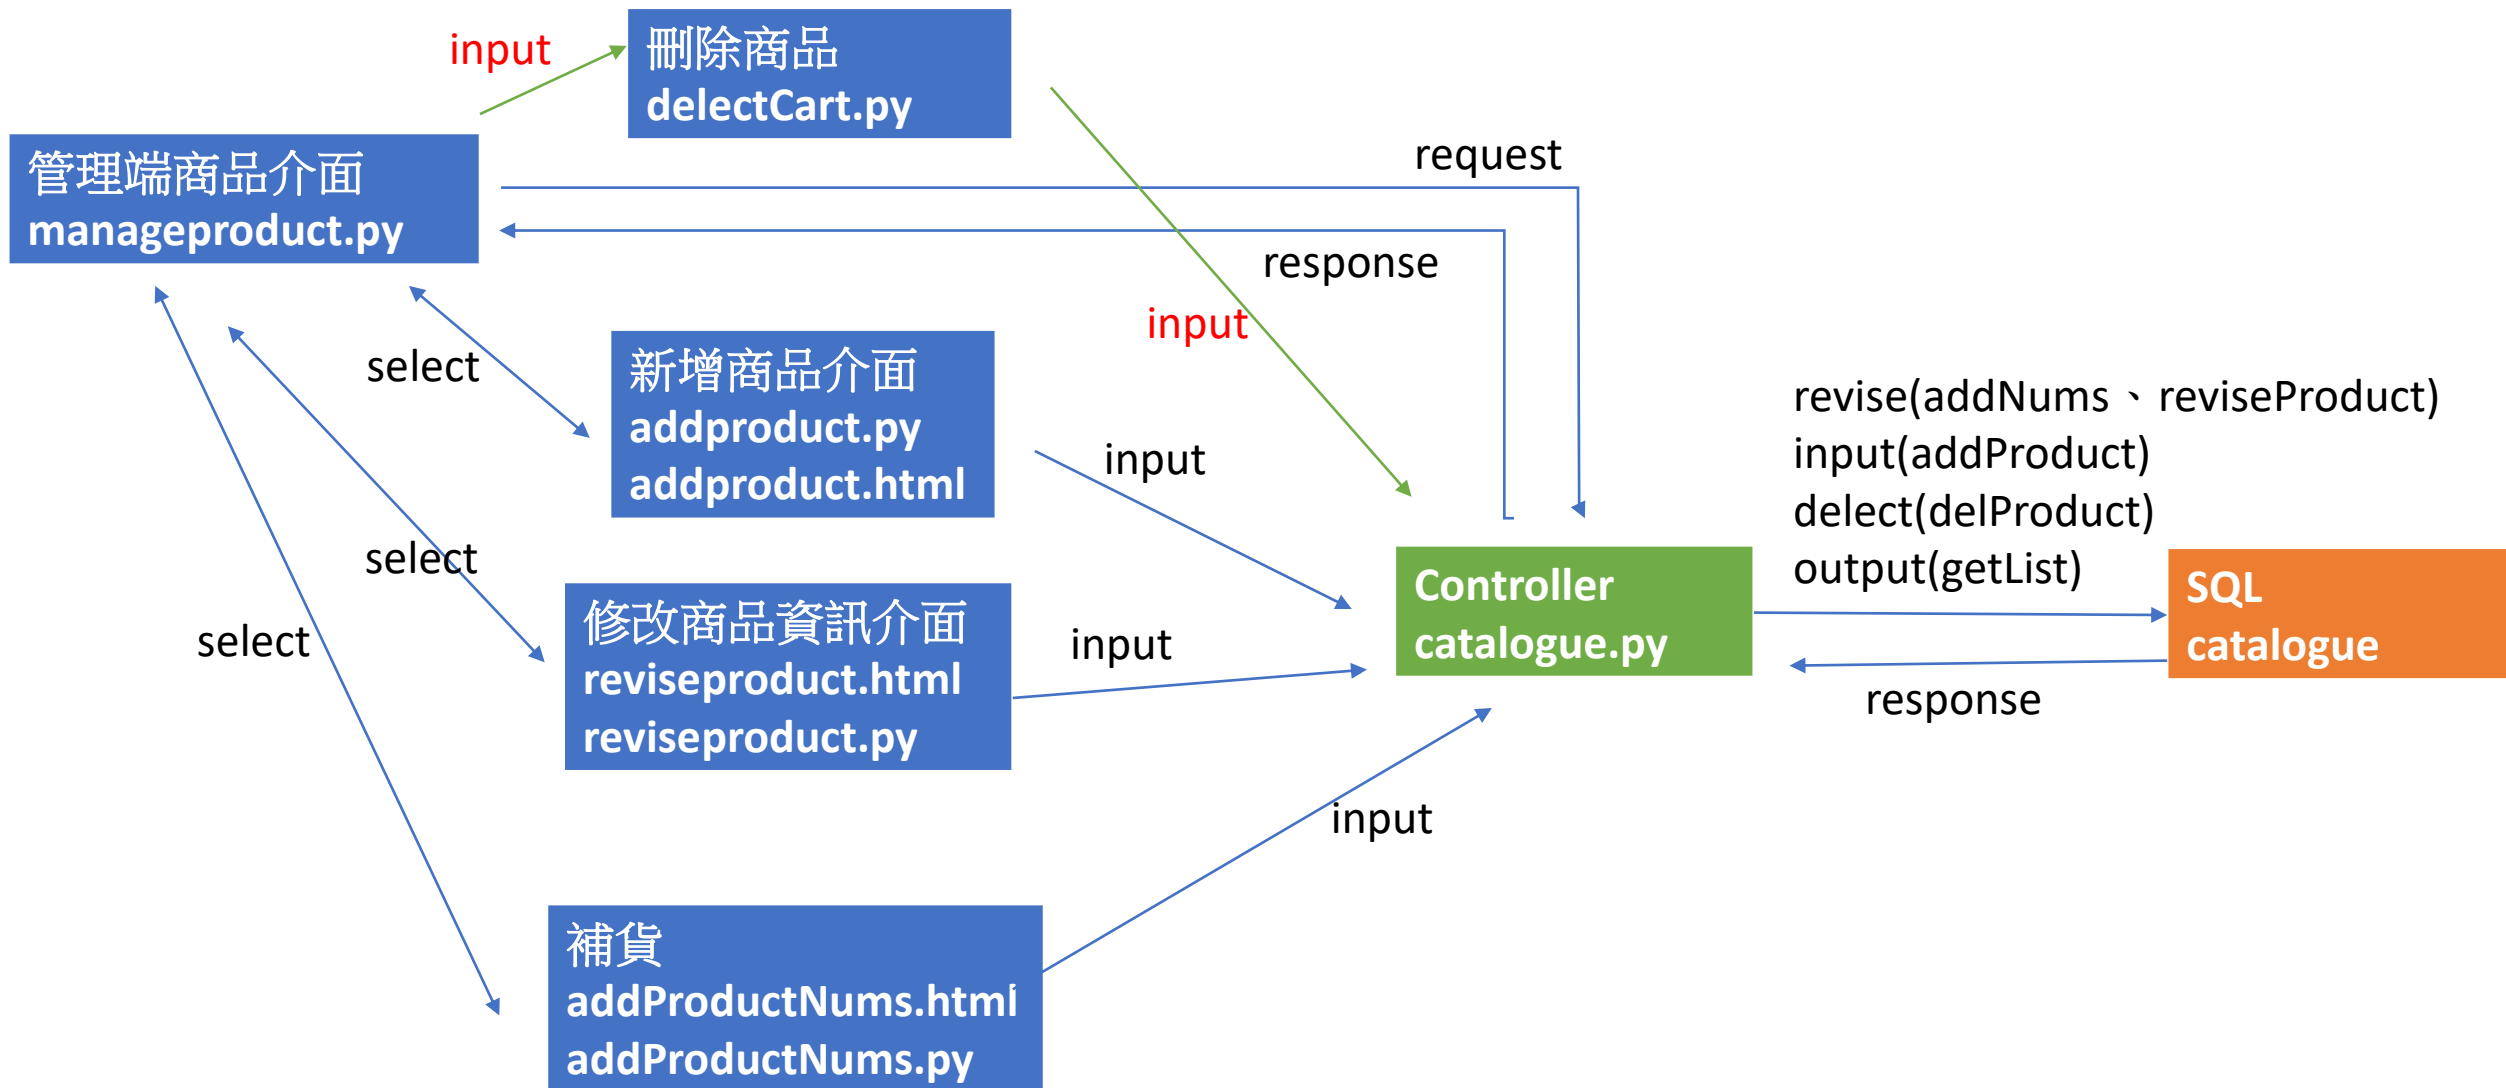 input
刪除商品
delectCart.py
管理端商品介面
manageproduct.py
request
response
input
select
新增商品介面
addproduct.py
addproduct.html
input
revise(addNums、reviseProduct)
input(addProduct)
delect(delProduct)
output(getList)
select
修改商品資訊介面
reviseproduct.html
reviseproduct.py
input
Controller
catalogue.py
SQL
catalogue
response
select
input
補貨
addProductNums.html
addProductNums.py